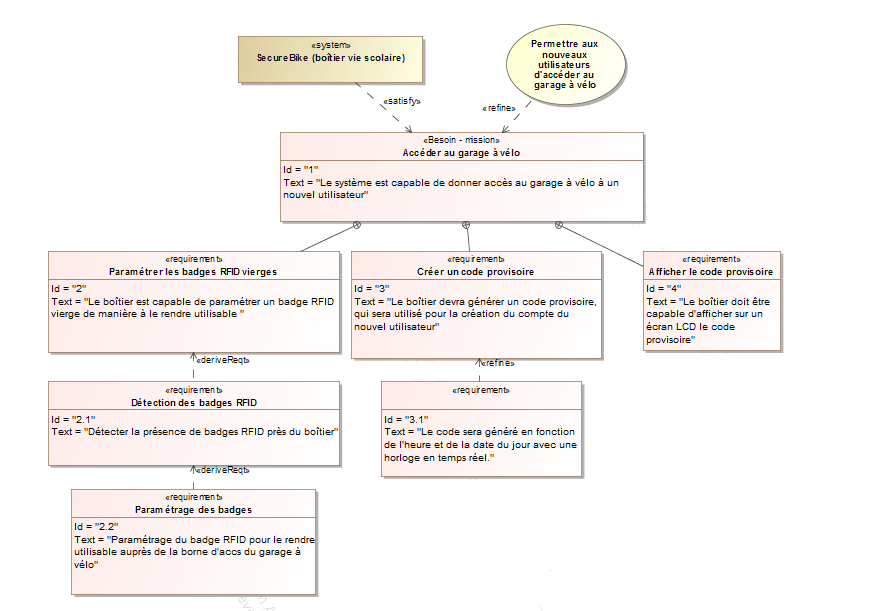 «system»
SecureBike (boîtier vie scolaire)
Permettre aux
nouveaux
utilisateurs
d'accéder au
garage à vélo
«satisfy»
«refine»
«Besoin - mission»
Accéder au garage à vélo
Id = "1"
Text = "Le système est capable de donner accès au garage à vélo à un
nouvel utilisateur"
«requirement»
Paramétrer les badges RFID vierges
Id = "2"
Text = "Le boîtier est capable de paramétrer un badge RFID
vierge de manière à le rendre utilisable "
«requirement»
Créer un code provisoire
Id = "3"
Text = "Le boîtier devra générer un code provisoire,
qui sera utilisé pour la création du compte du
nouvel utilisateur"
«requirement»
Afficher le code provisoire
Id = "4"
Text = "Le boîtier doit être
capable d'afficher sur un
écran LCD le code
provisoire"
«deriveReqt»
«refine»
«requirement»
Détection des badges RFID
Id = "2.1"
Text = "Détecter la présence de badges RFID près du boîtier"
«requirement»
Id = "3.1"
Text = "Le code sera généré en fonction
de l'heure et de la date du jour avec une
horloge en temps réel."
«deriveReqt»
«requirement»
Paramétrage des badges
Id = "2.2"
Text = "Paramétrage du badge RFID pour le rendre
utilisable auprès de la borne d'accs du garage à
vélo"